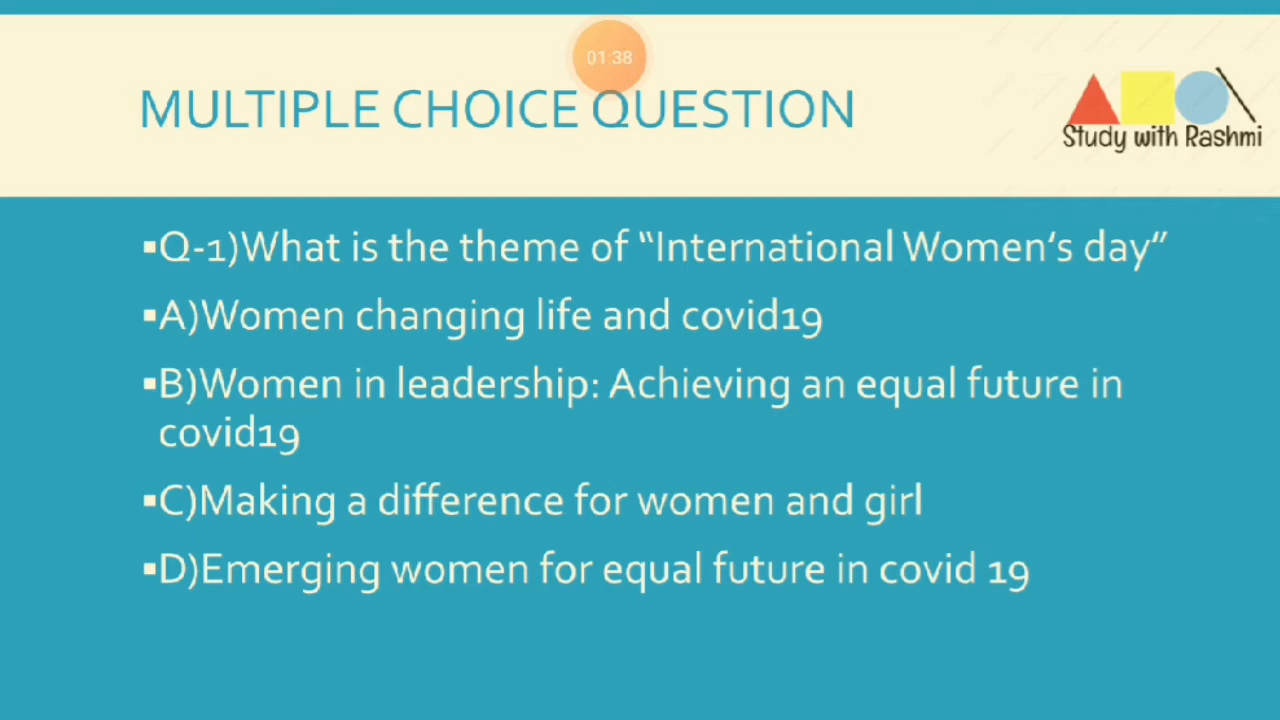 01:38
MULTIPLE CHOICE QUESTION
Study with Rashmi
▪Q-1)What is the theme of “International Women’s day”
▪A)Women changing life and covid19
▪B)Women in leadership: Achieving an equal future in
covid19
▪C)Making a difference for women and girl
▪D)Emerging women for equal future in covid 19